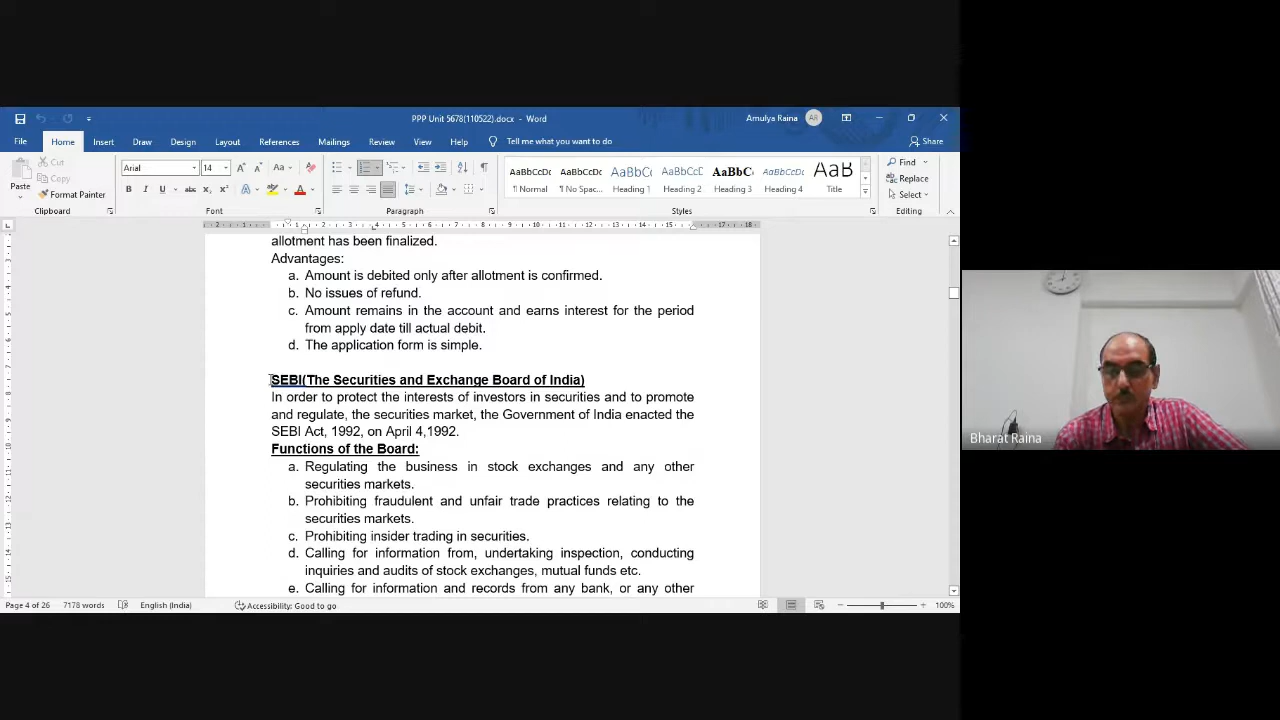 PPP Unit 5678(110522).docx - Word
Amulya Raina
AR
File Home Insert Draw Design Layout References Mailings Review View Help Tell me what you want to do Share
Paste
Cut
Copy
Format Painter
Clipboard
Arial 14
Font
Paragraph
AaBbCcDc AaBbCcDc AaBbCc AaBbCcD AaBbC AaBbCcDc AaB
¶ Normal ¶ No Spac... Heading 1 Heading 2 Heading 3 Heading 4 Title
Styles
Find
Replace
Select
Editing
allotment has been finalized.
Advantages:
a. Amount is debited only after allotment is confirmed.
b. No issues of refund.
c. Amount remains in the account and earns interest for the period
from apply date till actual debit.
d. The application form is simple.
SEBI(The Securities and Exchange Board of India)
In order to protect the interests of investors in securities and to promote
and regulate, the securities market, the Government of India enacted the
SEBI Act, 1992, on April 4,1992.
Functions of the Board:
a. Regulating the business in stock exchanges and any other
securities markets.
b. Prohibiting fraudulent and unfair trade practices relating to the
securities markets.
c. Prohibiting insider trading in securities.
d. Calling for information from, undertaking inspection, conducting
inquiries and audits of stock exchanges, mutual funds etc.
e. Calling for information and records from any bank, or any other
Page 4 of 26 7178 words English (India) Accessibility: Good to go 100%
Bharat Raina